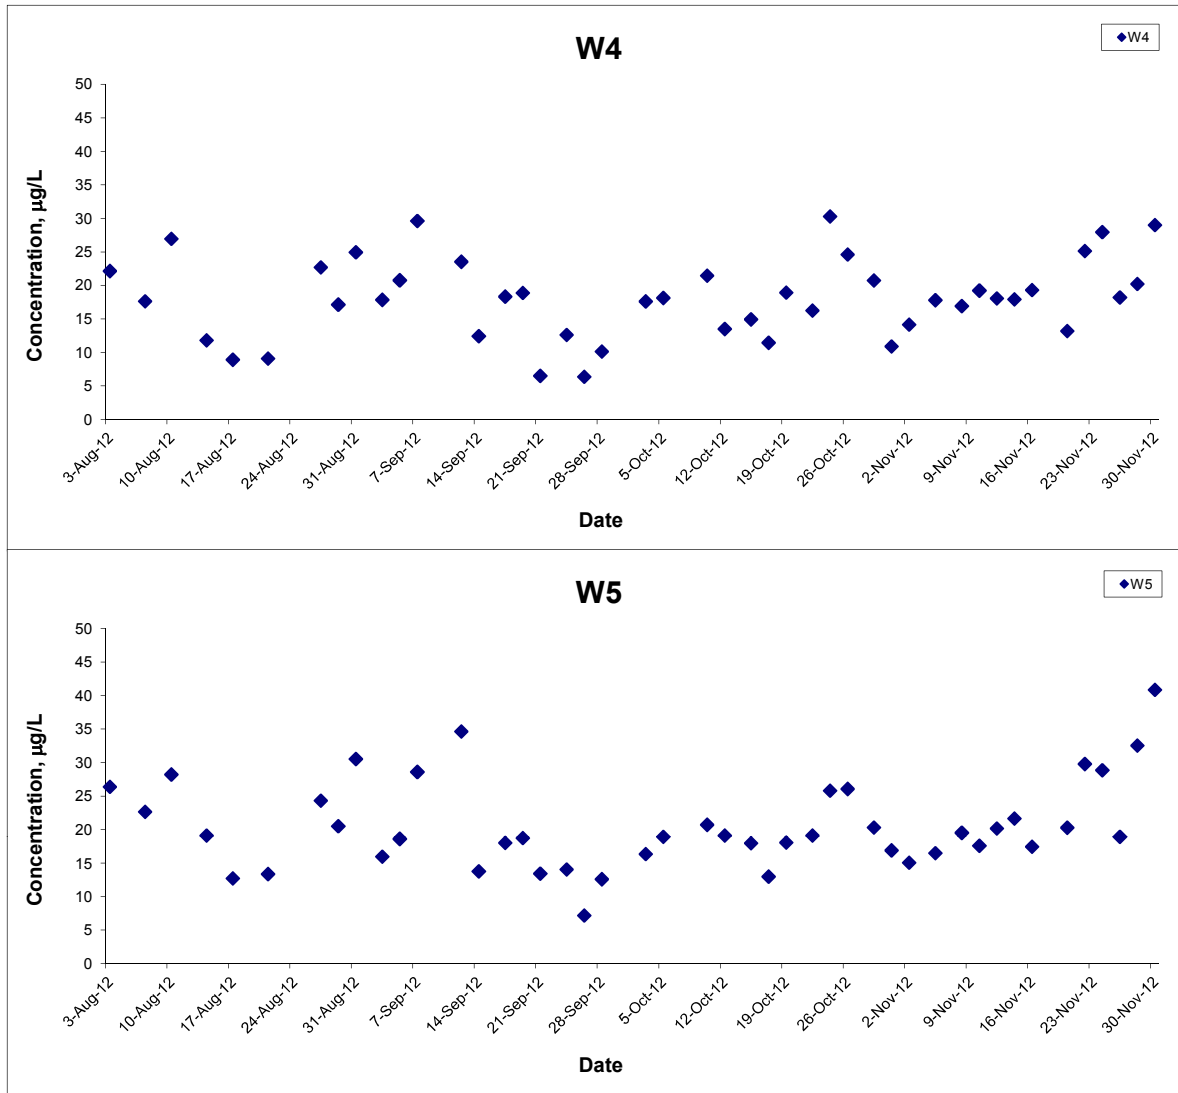 W4
W4
50
45
40
35
30
25
20
15
10
5
0
Concentration, µg/L
3-Aug-12
10-Aug-12
17-Aug-12
24-Aug-12
31-Aug-12
7-Sep-12
14-Sep-12
21-Sep-12
28-Sep-12
5-Oct-12
12-Oct-12
19-Oct-12
26-Oct-12
2-Nov-12
9-Nov-12
16-Nov-12
23-Nov-12
30-Nov-12
Date
W5
W5
50
45
40
35
30
25
20
15
10
5
0
Concentration, µg/L
3-Aug-12
10-Aug-12
17-Aug-12
24-Aug-12
31-Aug-12
7-Sep-12
14-Sep-12
21-Sep-12
28-Sep-12
5-Oct-12
12-Oct-12
19-Oct-12
26-Oct-12
2-Nov-12
9-Nov-12
16-Nov-12
23-Nov-12
30-Nov-12
Date